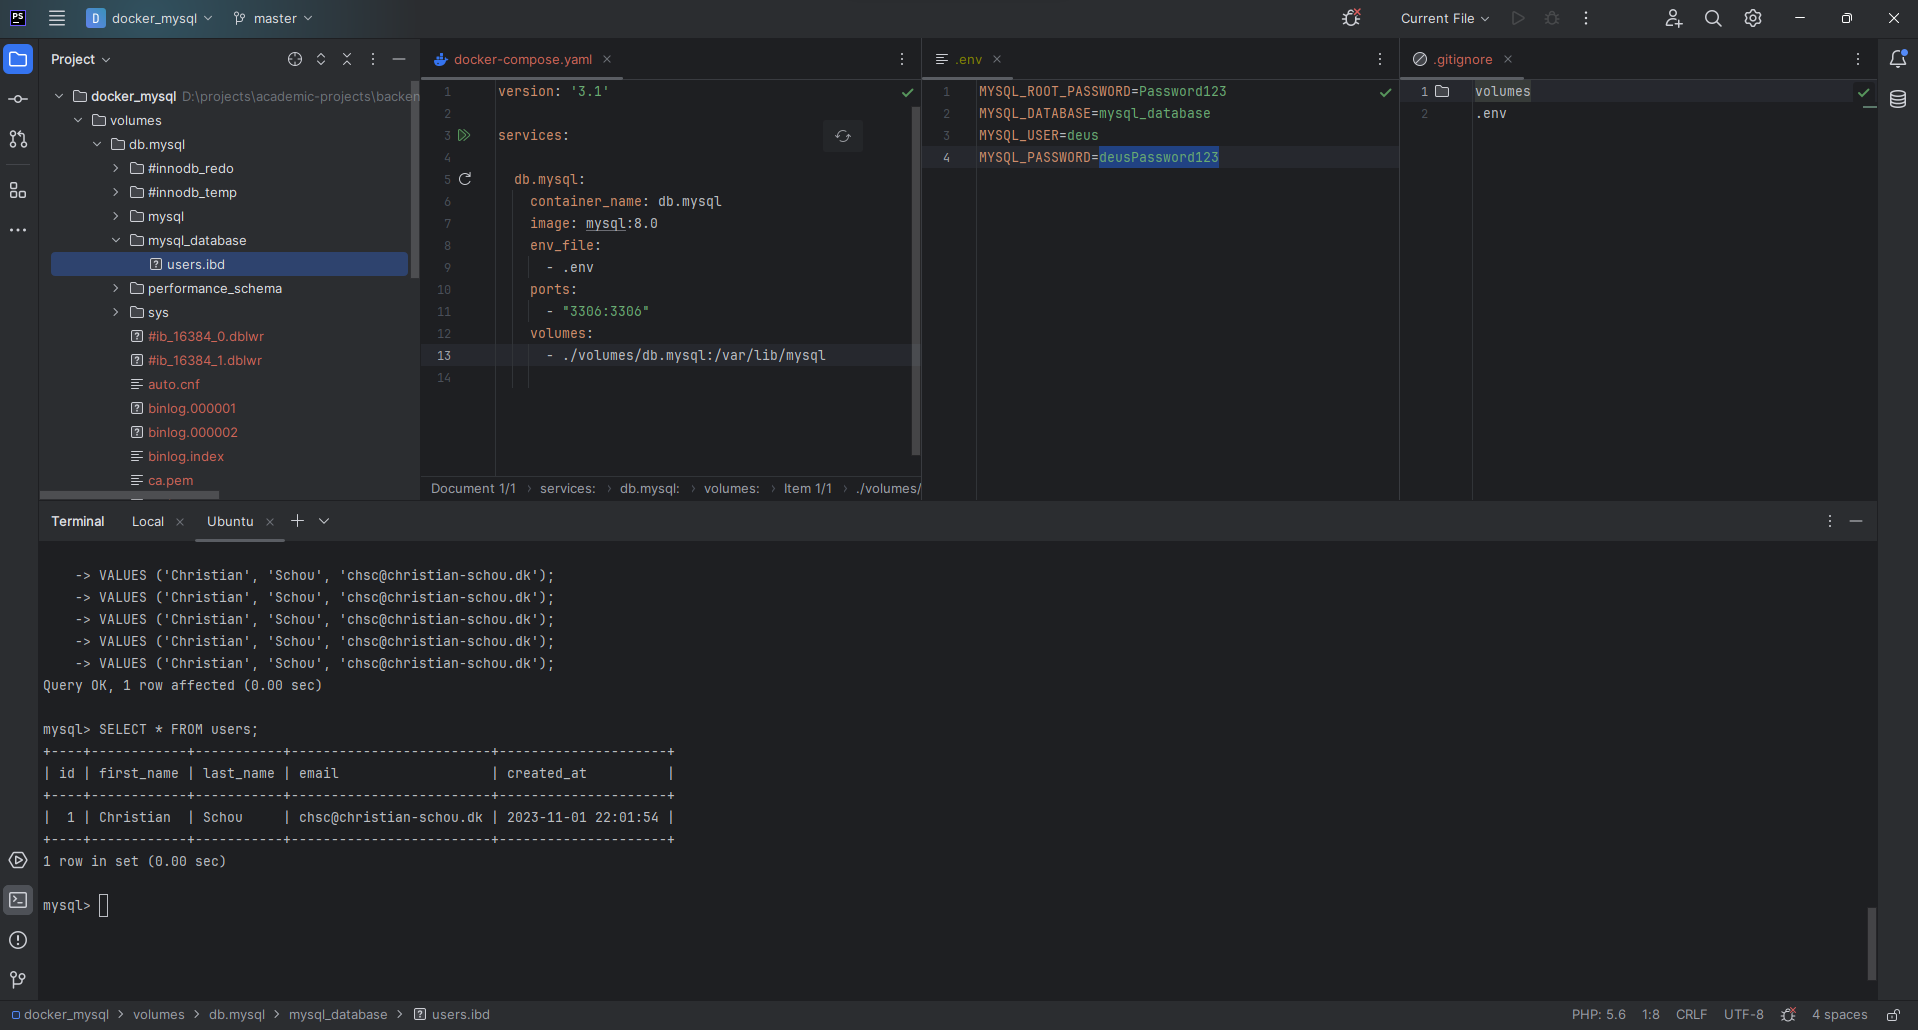 PS
D docker_mysql master
Current File
Project
docker_mysql D:\projects\academic-projects\backen
volumes
db.mysql
#innodb_redo
#innodb_temp
mysql
mysql_database
users.ibd
performance_schema
sys
#ib_16384_0.dblwr
#ib_16384_1.dblwr
auto.cnf
binlog.000001
binlog.000002
binlog.index
ca.pem
docker-compose.yaml
1 version: '3.1'
2
3 services:
4
5 db.mysql:
6 container_name: db.mysql
7 image: mysql:8.0
8 env_file:
9 - .env
10 ports:
11 - "3306:3306"
12 volumes:
13 - ./volumes/db.mysql:/var/lib/mysql
14
Document 1/1 › services: › db.mysql: › volumes: › Item 1/1 › ./volumes/
.env
1 MYSQL_ROOT_PASSWORD=Password123
2 MYSQL_DATABASE=mysql_database
3 MYSQL_USER=deus
4 MYSQL_PASSWORD=deusPassword123
.gitignore
1 volumes
2 .env
Terminal Local Ubuntu
-> VALUES ('Christian', 'Schou', 'chsc@christian-schou.dk');
-> VALUES ('Christian', 'Schou', 'chsc@christian-schou.dk');
-> VALUES ('Christian', 'Schou', 'chsc@christian-schou.dk');
-> VALUES ('Christian', 'Schou', 'chsc@christian-schou.dk');
-> VALUES ('Christian', 'Schou', 'chsc@christian-schou.dk');
Query OK, 1 row affected (0.00 sec)
mysql> SELECT * FROM users;
+----+------------+-----------+-------------------------+---------------------+
| id | first_name | last_name | email                   | created_at          |
+----+------------+-----------+-------------------------+---------------------+
|  1 | Christian  | Schou     | chsc@christian-schou.dk | 2023-11-01 22:01:54 |
+----+------------+-----------+-------------------------+---------------------+
1 row in set (0.00 sec)
mysql>
docker_mysql › volumes › db.mysql › mysql_database › users.ibd
PHP: 5.6 1:8 CRLF UTF-8 4 spaces